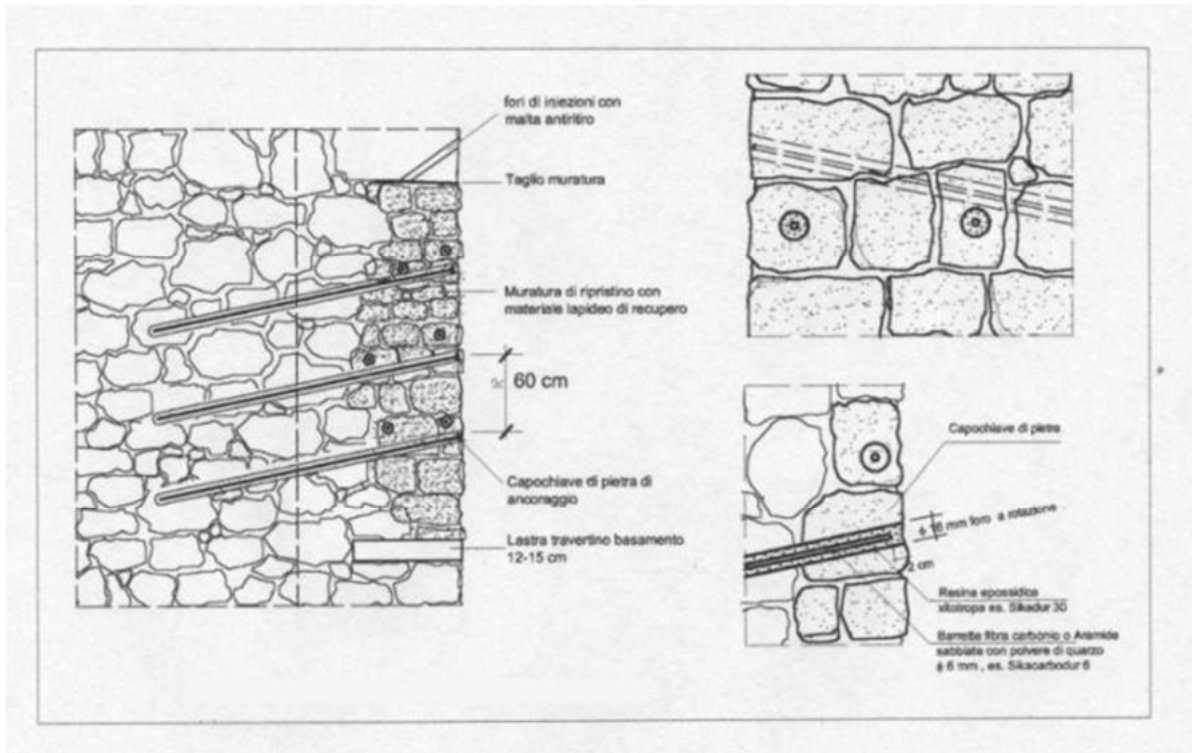 fori di iniezioni con
malta antiritiro
Taglio muratura
Muratura di ripristino con
materiale lapideo di recupero
60 cm
Capochiave di pietra di
ancoraggio
Lastra travertino basamento
12-15 cm
Capochiave di pietra
ϕ 16 mm foro a rotazione
2 cm
Resina epossidica
xitotropa es. Sikadur 30
Barrette fibra carbonio o Aramide
sabbiate con polvere di quarzo
ϕ 6 mm , es. Sikacarbodur 6